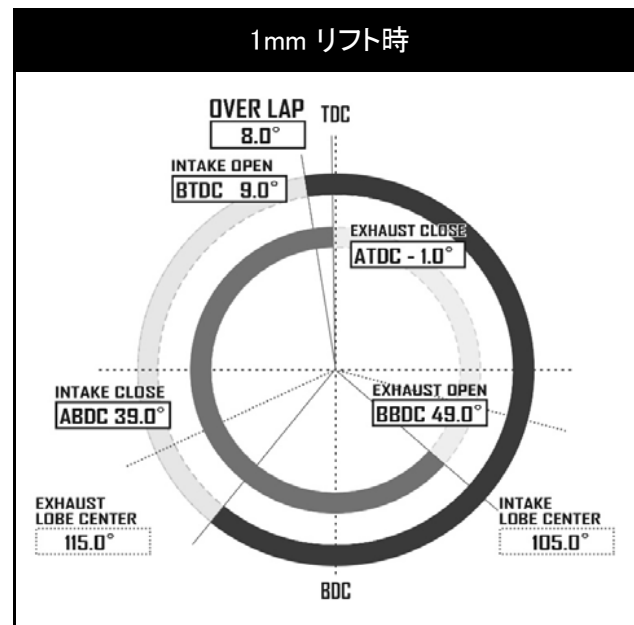 1mm リフト時
OVER LAP
8.0°
TDC
INTAKE OPEN
BTDC 9.0°
EXHAUST CLOSE
ATDC - 1.0°
INTAKE CLOSE
ABDC 39.0°
EXHAUST OPEN
BBDC 49.0°
EXHAUST
LOBE CENTER
115.0°
INTAKE
LOBE CENTER
105.0°
BDC